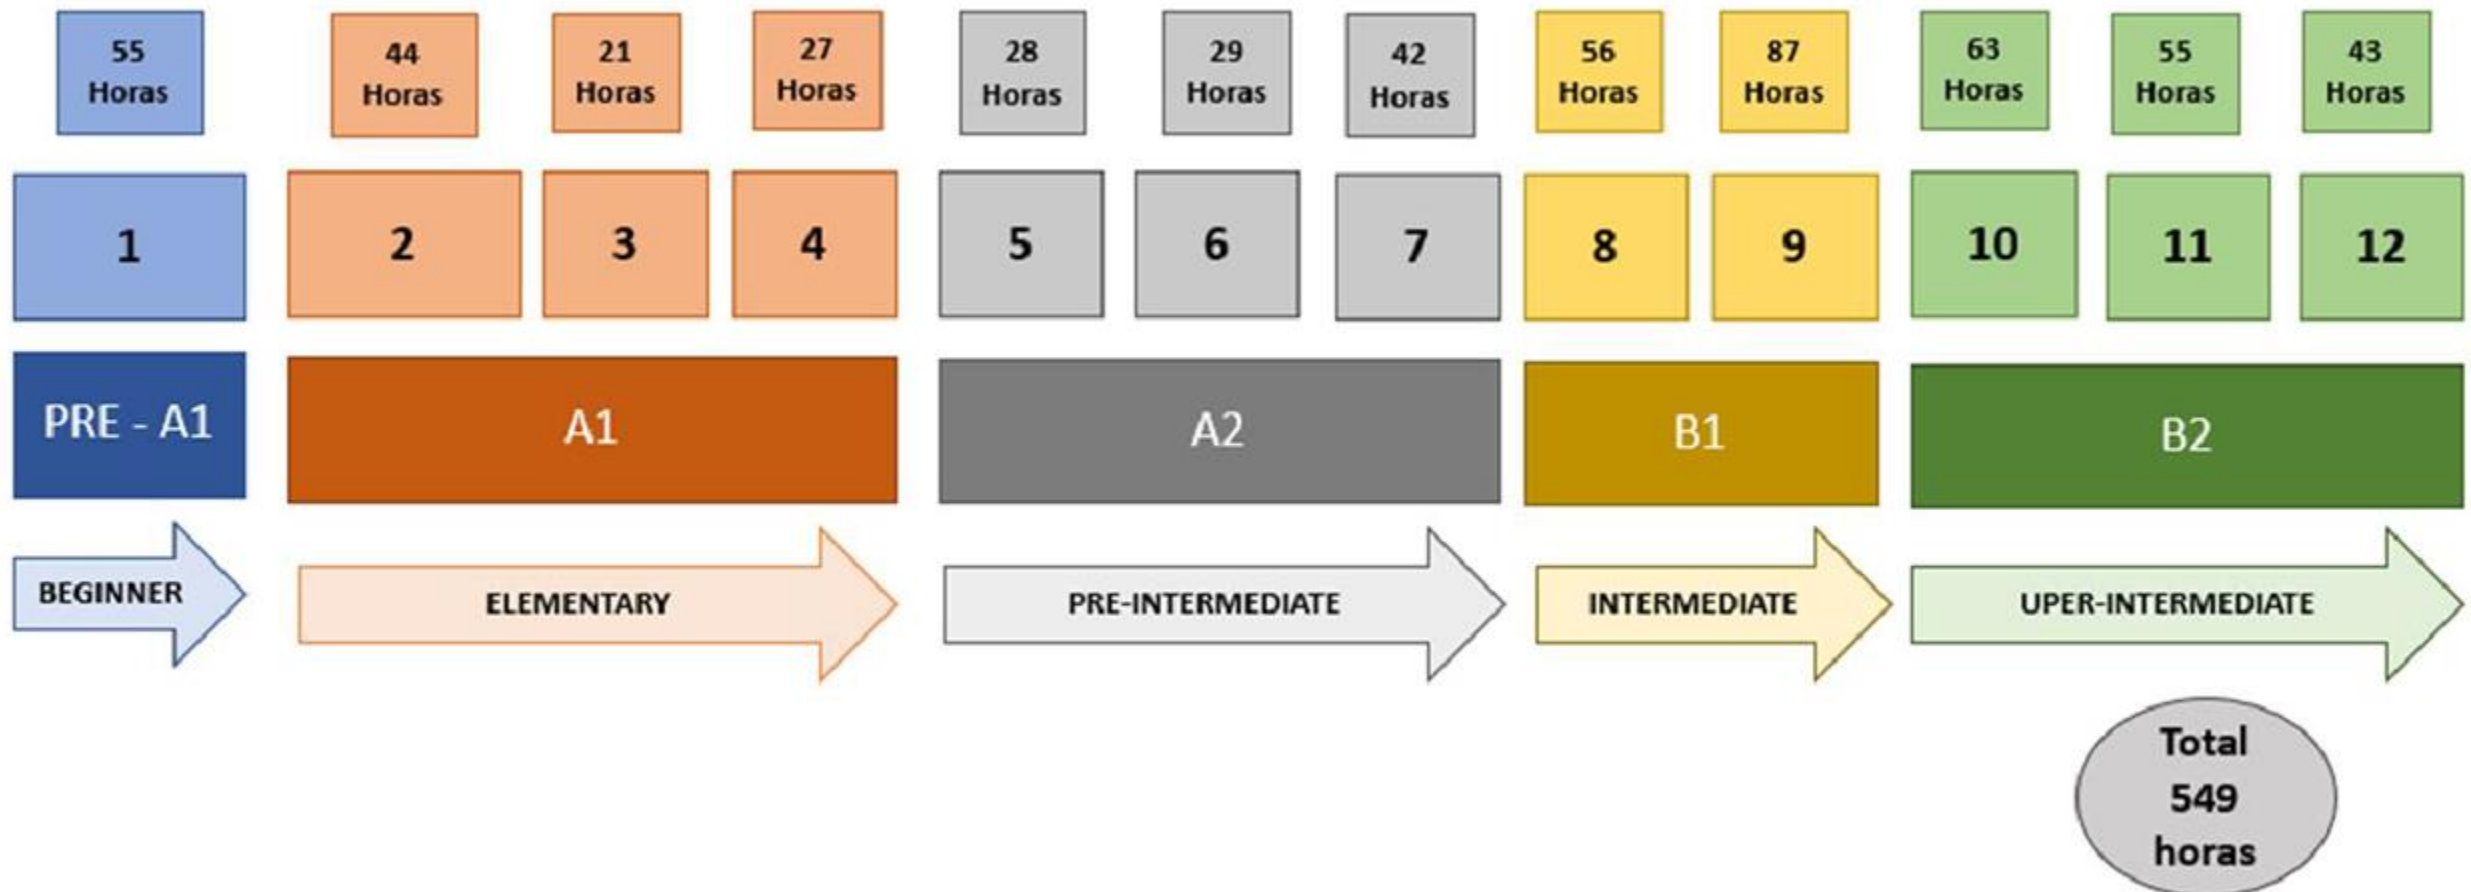 55
Horas
44
Horas
21
Horas
27
Horas
28
Horas
29
Horas
42
Horas
56
Horas
87
Horas
63
Horas
55
Horas
43
Horas
1
2
3
4
5
6
7
8
9
10
11
12
PRE - A1
A1
A2
B1
B2
BEGINNER
ELEMENTARY
PRE-INTERMEDIATE
INTERMEDIATE
UPER-INTERMEDIATE
Total
549
horas